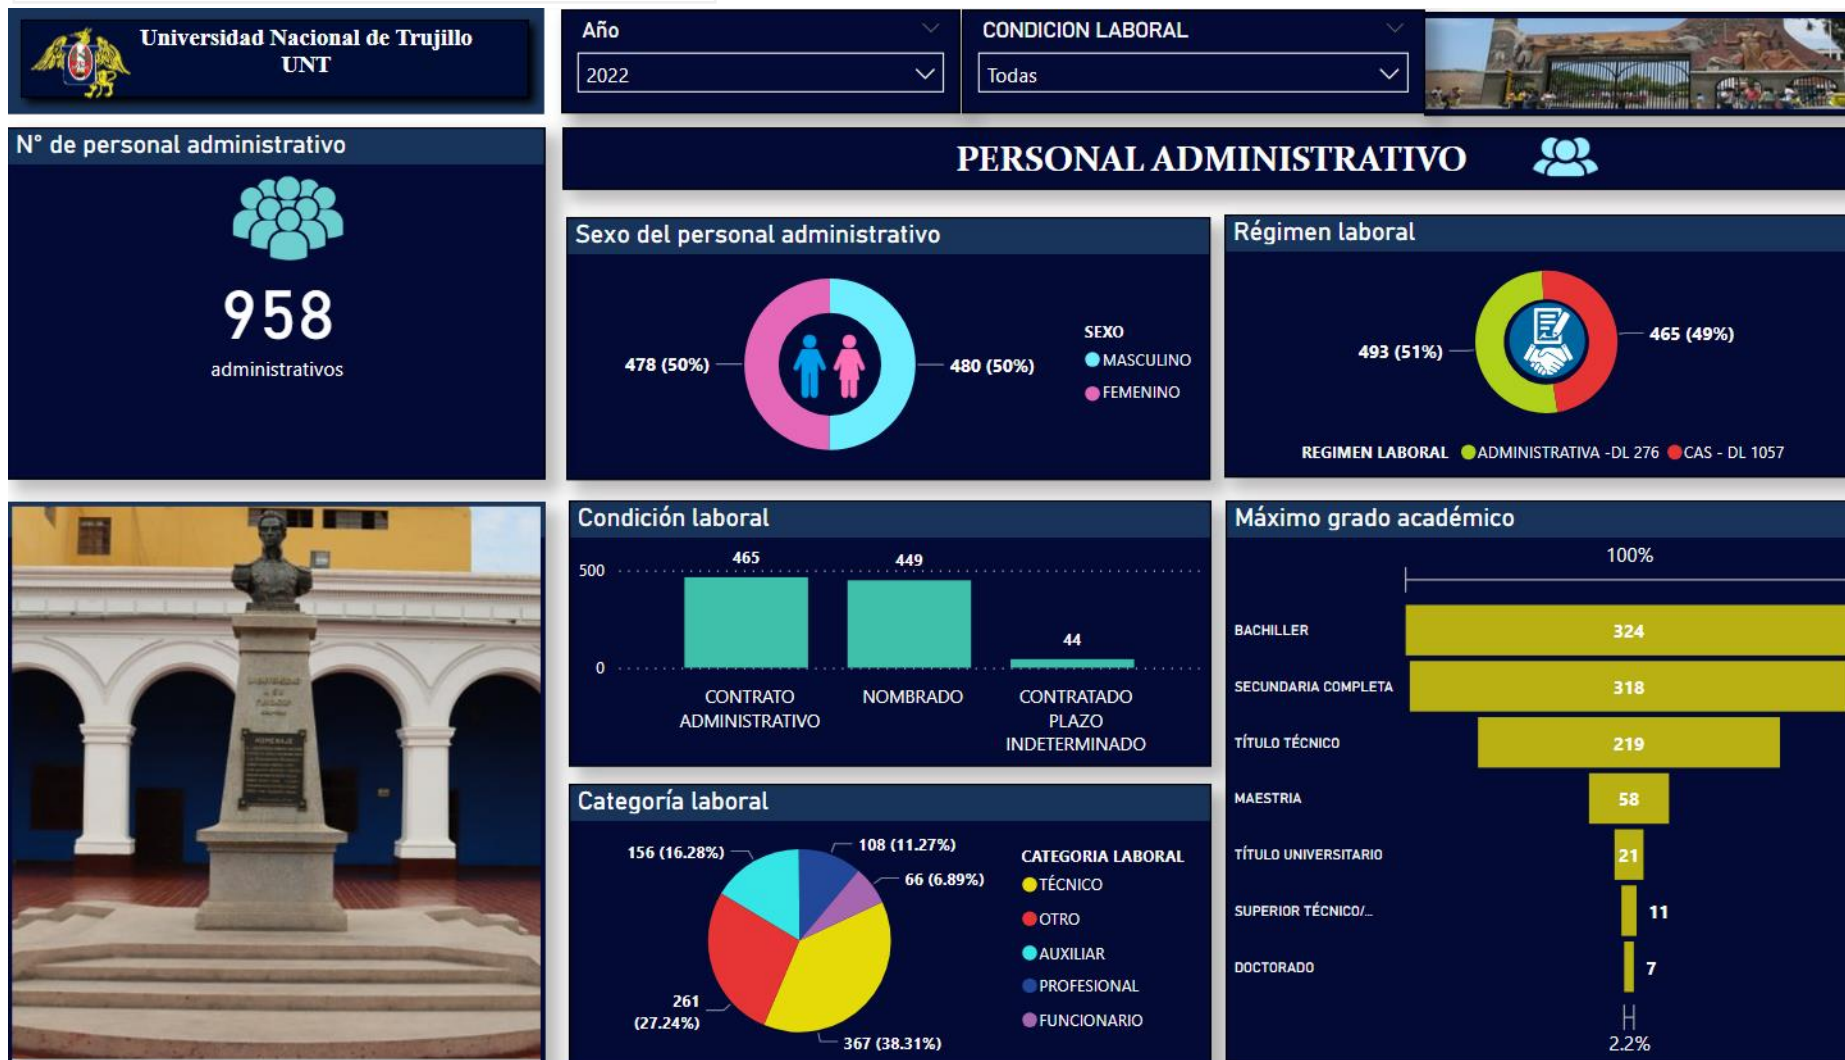 Universidad Nacional de Trujillo
UNT
Año
2022
CONDICION LABORAL
Todas
N° de personal administrativo
958
administrativos
PERSONAL ADMINISTRATIVO
Sexo del personal administrativo
478 (50%)
480 (50%)
SEXO
MASCULINO
FEMENINO
Régimen laboral
493 (51%)
465 (49%)
REGIMEN LABORAL ADMINISTRATIVA -DL 276 CAS - DL 1057
HOMENAJE
Condición laboral
500
0
465
449
44
CONTRATO
ADMINISTRATIVO
NOMBRADO
CONTRATADO
PLAZO
INDETERMINADO
Categoría laboral
156 (16.28%)
108 (11.27%)
66 (6.89%)
261
(27.24%)
367 (38.31%)
CATEGORIA LABORAL
TÉCNICO
OTRO
AUXILIAR
PROFESIONAL
FUNCIONARIO
Máximo grado académico
100%
BACHILLER 324
SECUNDARIA COMPLETA 318
TÍTULO TÉCNICO 219
MAESTRIA 58
TÍTULO UNIVERSITARIO 21
SUPERIOR TÉCNICO/... 11
DOCTORADO 7
2.2%